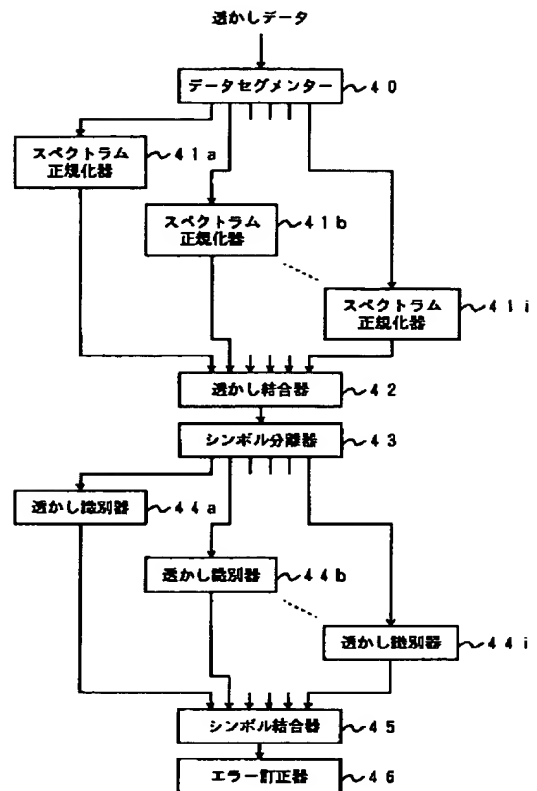 透かしデータ
データセグメンター 40
スペクトラム
正規化器 41a
スペクトラム
正規化器 41b
スペクトラム
正規化器 41i
透かし結合器 42
シンボル分離器 43
透かし識別器 44a
透かし識別器 44b
透かし識別器 44i
シンボル結合器 45
エラー訂正器 46